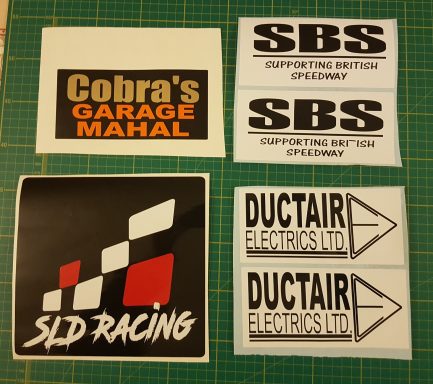 Cobra's
GARAGE
MAHAL
SBS
SUPPORTING BRITISH
SPEEDWAY
SBS
SUPPORTING BRITISH
SPEEDWAY
SLD RACING
DUCTAIR
ELECTRICS LTD.
E
DUCTAIR
ELECTRICS LTD.
E